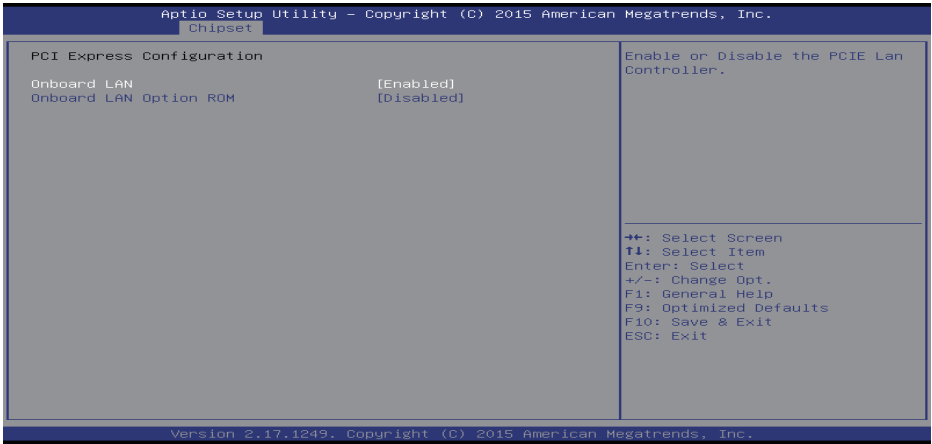 Aptio Setup Utility – Copyright (C) 2015 American Megatrends, Inc.
Chipset
PCI Express Configuration
Onboard LAN [Enabled]
Onboard LAN Option ROM [Disabled]
Enable or Disable the PCIE Lan
Controller.
→←: Select Screen
↑↓: Select Item
Enter: Select
+/-: Change Opt.
F1: General Help
F9: Optimized Defaults
F10: Save & Exit
ESC: Exit
Version 2.17.1249. Copyright (C) 2015 American Megatrends, Inc.